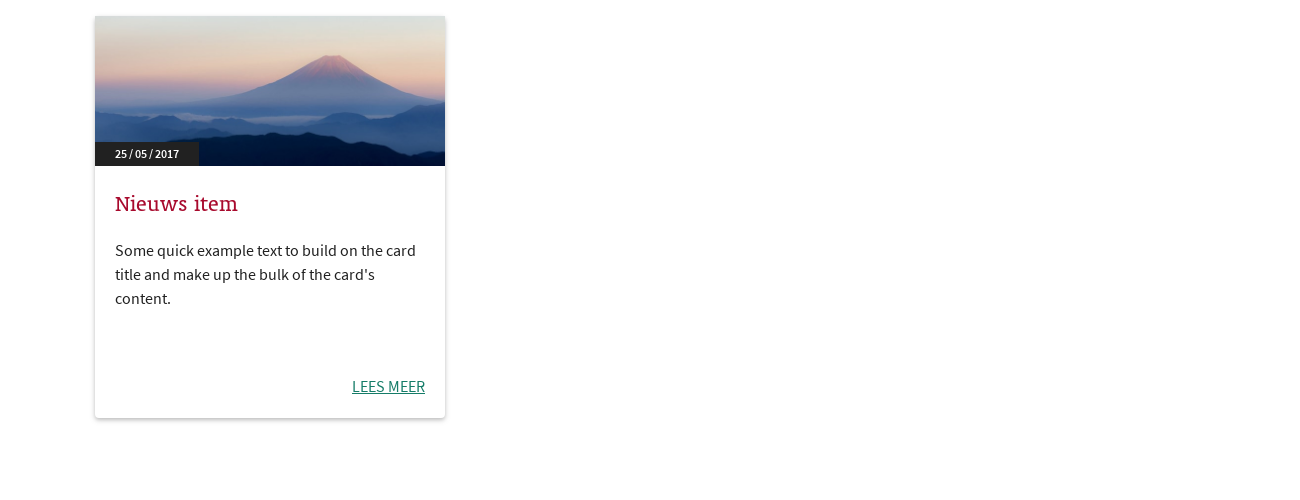 25 / 05 / 2017
Nieuws item
Some quick example text to build on the card
title and make up the bulk of the card's
content.
LEES MEER